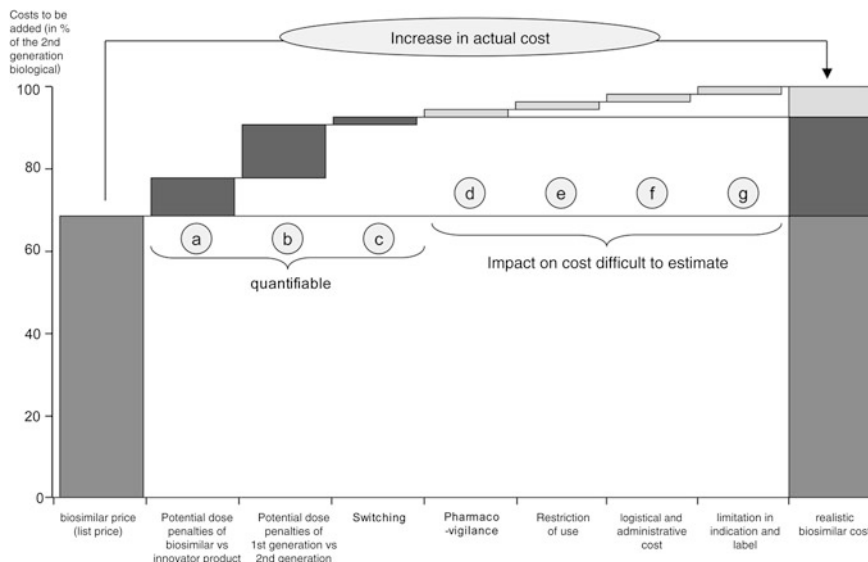 Costs to be
added (in %
of the 2nd
generation
biological)
Increase in actual cost
100
80
60
40
20
0
d
e
f
g
a
b
c
quantifiable
Impact on cost difficult to estimate
biosimilar price
(list price)
Potential dose
penalties of
biosimilar vs
innovator product
Potential dose
penalties of
1st generation vs
2nd generation
Switching
Pharmaco
-vigilance
Restriction
of use
logistical and
administrative
cost
limitation in
indication and
label
realistic
biosimilar cost